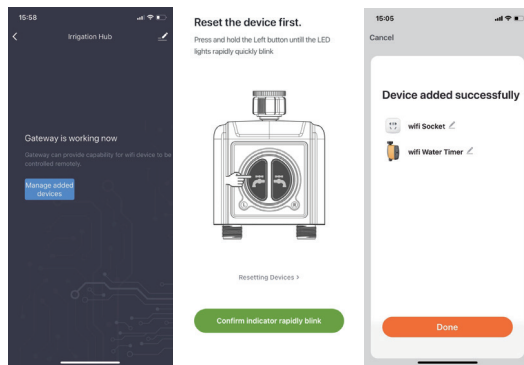 15:58
Irrigation Hub
Gateway is working now
Gateway can provide capability for wifi device to be
controlled remotely.
Manage added
devices
Reset the device first.
Press and hold the Left button untill the LED
lights rapidly quickly blink
L
R
Resetting Devices >
Confirm indicator rapidly blink
15:05
Cancel
Device added successfully
wifi Socket
wifi Water Timer
Done